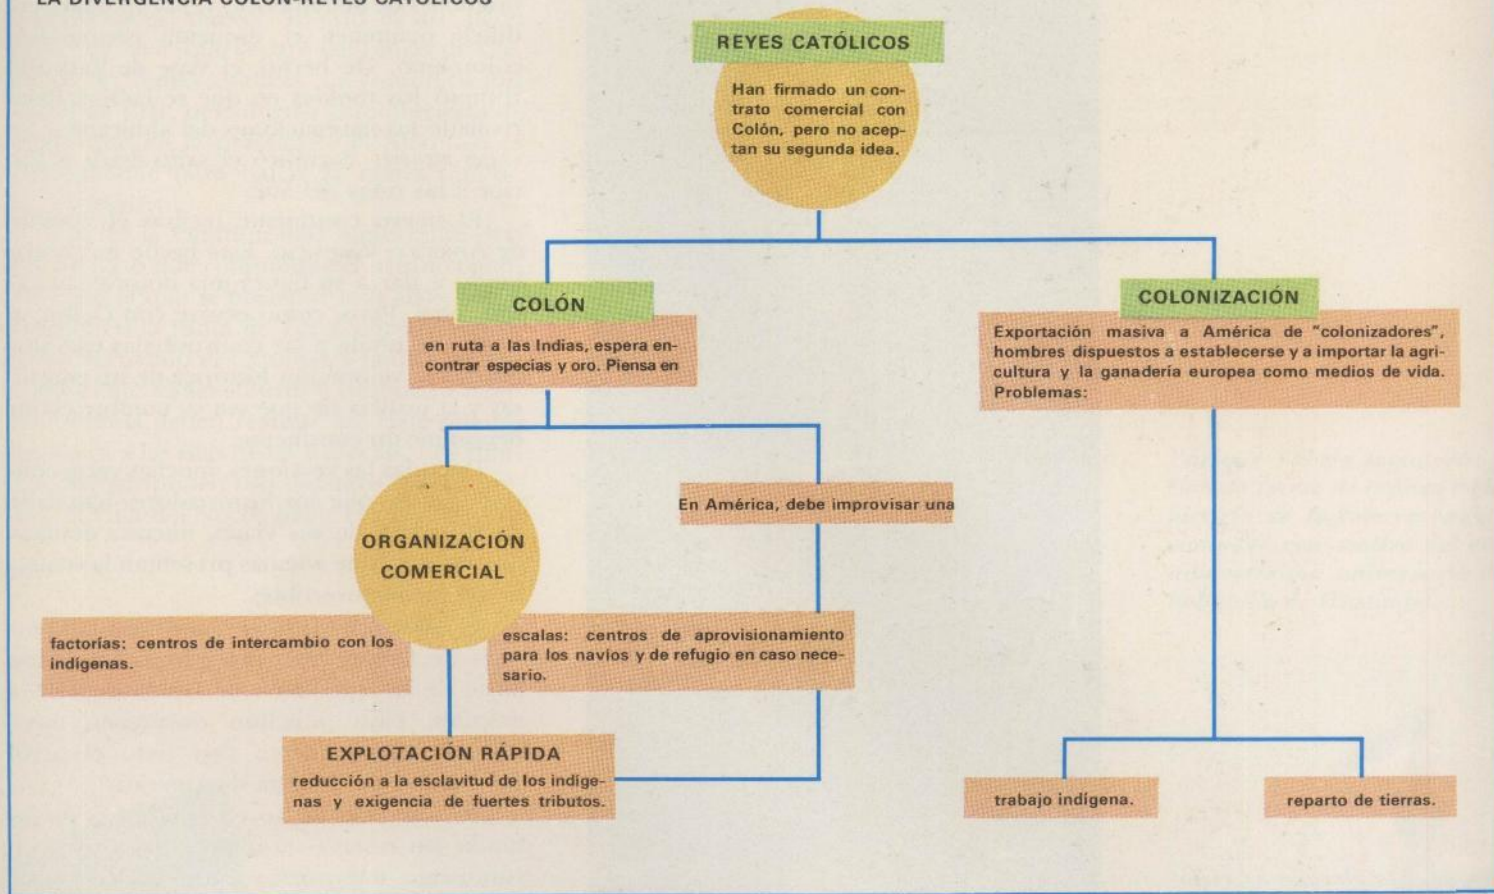 LA DIVERGENCIA COLÓN-REYES CATÓLICOS
REYES CATÓLICOS
Han firmado un con-
trato comercial con
Colón, pero no acep-
tan su segunda idea.
COLÓN
en ruta a las Indias, espera en-
contrar especias y oro. Piensa en
COLONIZACIÓN
Exportación masiva a América de "colonizadores",
hombres dispuestos a establecerse y a importar la agri-
cultura y la ganadería europea como medios de vida.
Problemas:
En América, debe improvisar una
ORGANIZACIÓN
COMERCIAL
factorías: centros de intercambio con los
indígenas.
escalas: centros de aprovisionamiento
para los navíos y de refugio en caso nece-
sario.
EXPLOTACIÓN RÁPIDA
reducción a la esclavitud de los indíge-
nas y exigencia de fuertes tributos.
trabajo indígena.
reparto de tierras.